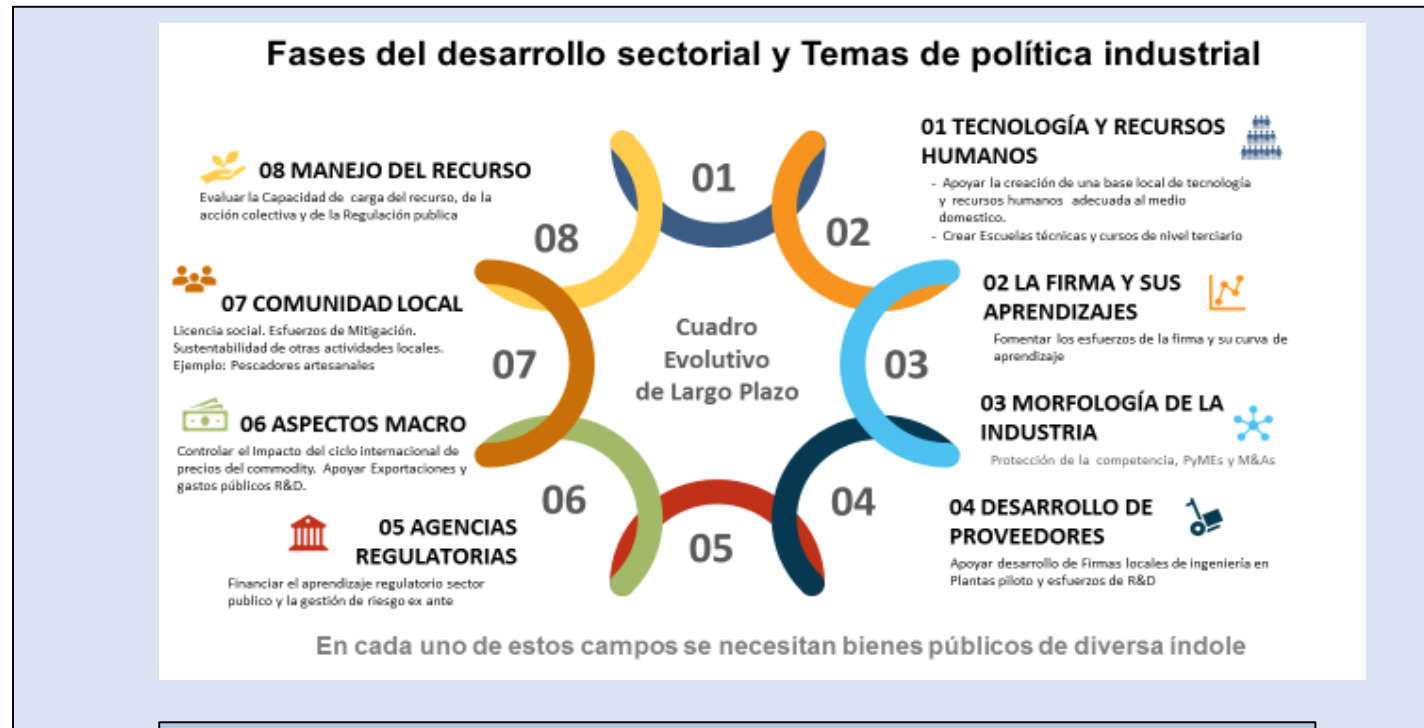 Fases del desarrollo sectorial y Temas de política industrial
01 TECNOLOGÍA Y RECURSOS
HUMANOS
- Apoyar la creación de una base local de tecnología
y recursos humanos adecuada al medio
domestico.
- Crear Escuelas técnicas y cursos de nivel terciario
02 LA FIRMA Y SUS
APRENDIZAJES
Fomentar los esfuerzos de la firma y su curva de
aprendizaje
03 MORFOLOGÍA DE LA
INDUSTRIA
Protección de la competencia, PyMEs y M&As
04 DESARROLLO DE
PROVEEDORES
Apoyar desarrollo de Firmas locales de ingeniería en
Plantas piloto y esfuerzos de R&D
05 AGENCIAS
REGULATORIAS
Financiar el aprendizaje regulatorio sector
publico y la gestión de riesgo ex ante
06 ASPECTOS MACRO
Controlar el Impacto del ciclo internacional de
precios del commodity. Apoyar Exportaciones y
gastos públicos R&D.
07 COMUNIDAD LOCAL
Licencia social. Esfuerzos de Mitigación.
Sustentabilidad de otras actividades locales.
Ejemplo: Pescadores artesanales
08 MANEJO DEL RECURSO
Evaluar la Capacidad de carga del recurso, de la
acción colectiva y de la Regulación publica
01
02
03
04
05
06
07
08
Cuadro
Evolutivo
de Largo Plazo
En cada uno de estos campos se necesitan bienes públicos de diversa índole